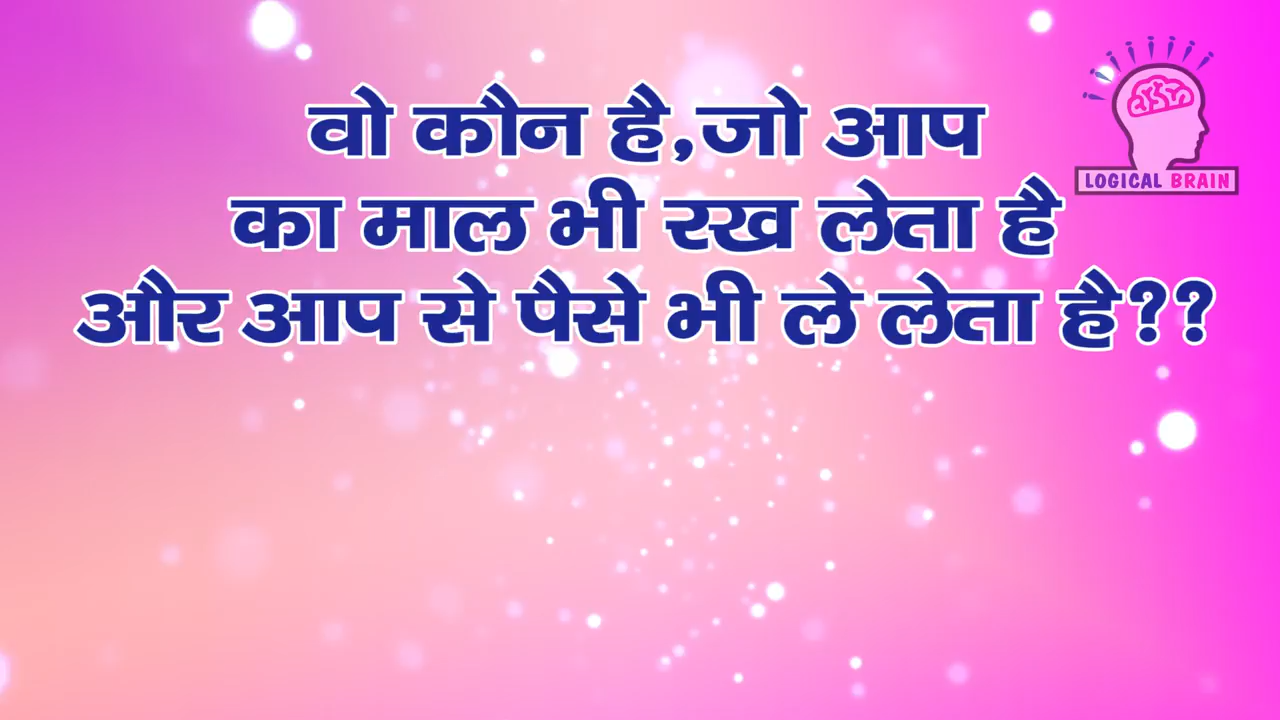 वो कौन है,जो आप
का माल भी रख लेता है
और आप से पैसे भी ले लेता है??
LOGICAL BRAIN